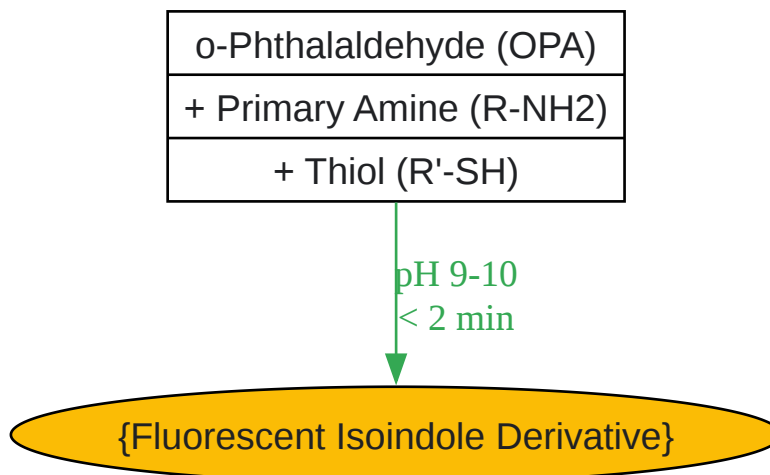 o-Phthalaldehyde (OPA)
+ Primary Amine (R-NH2)
+ Thiol (R'-SH)
pH 9-10
< 2 min
{Fluorescent Isoindole Derivative}